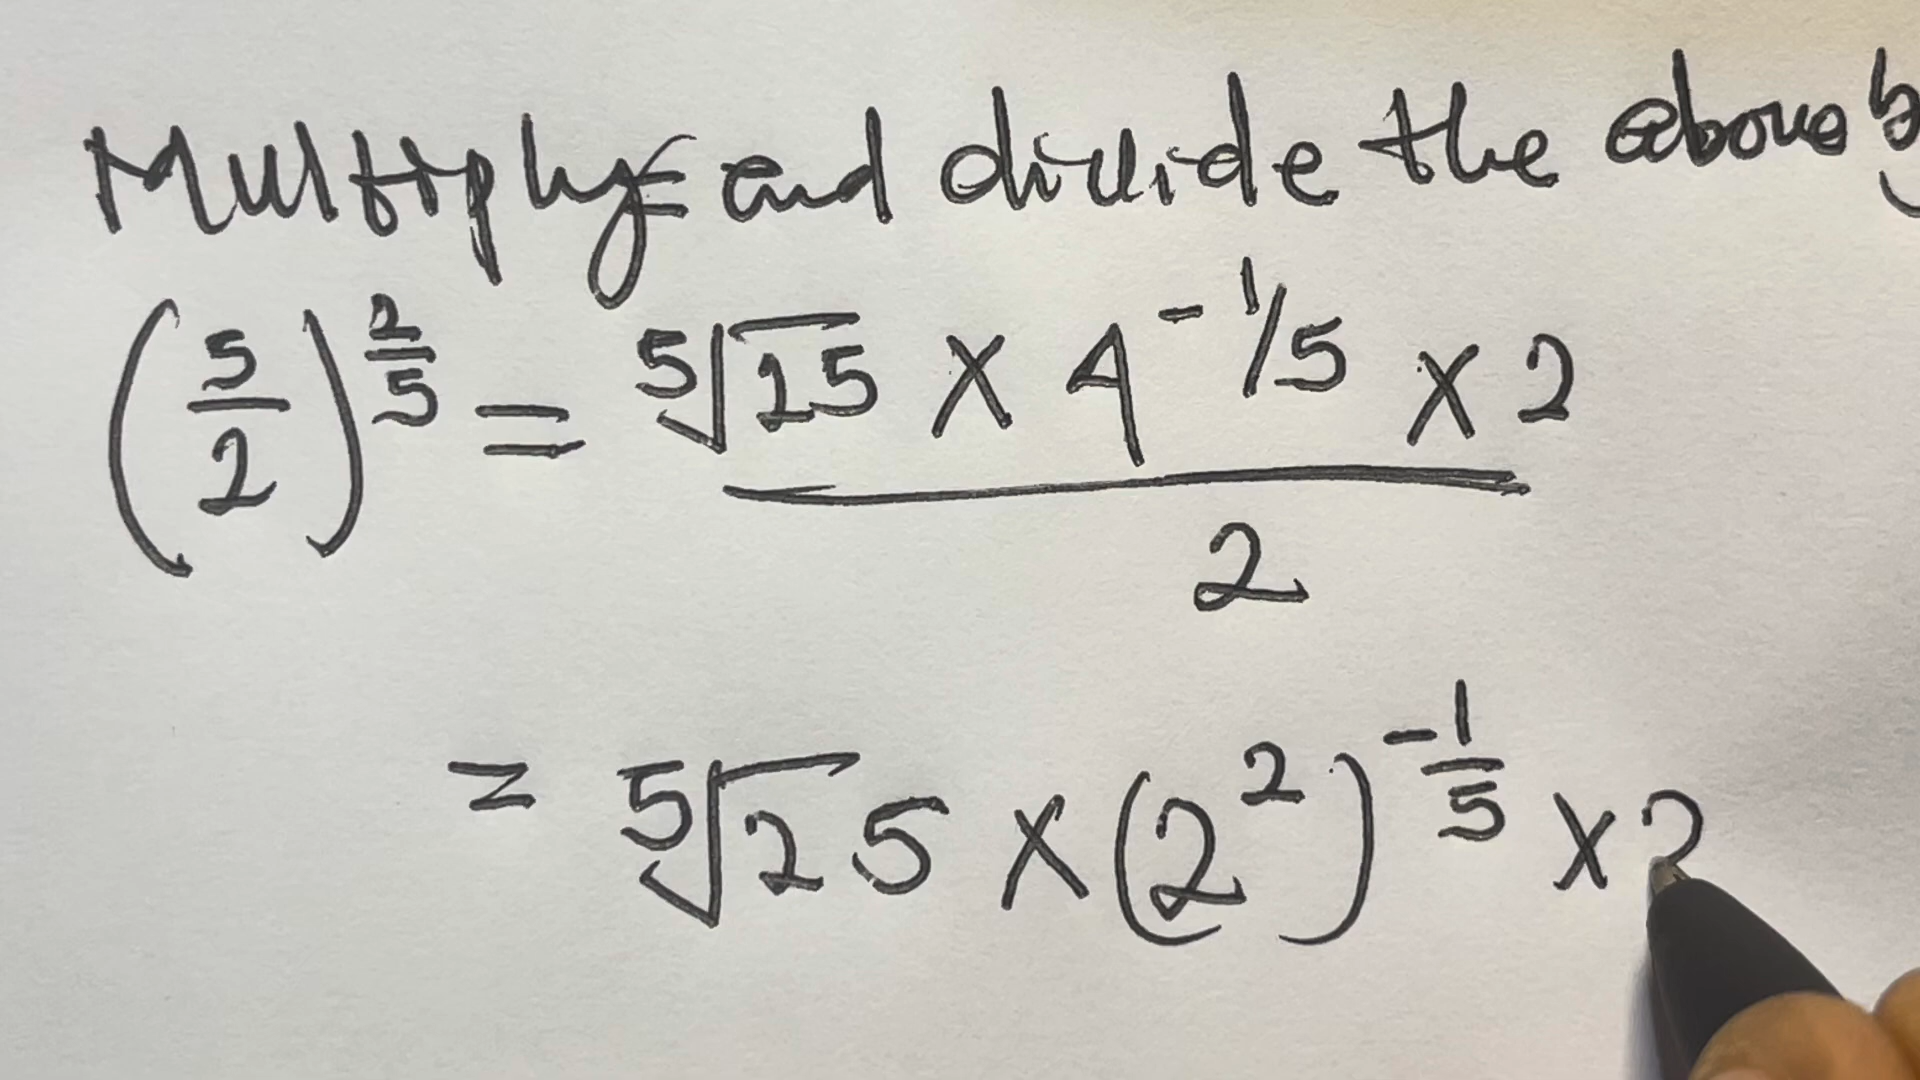 Multiply and divide the above by
(5/2)^(2/5) = ⁵√25 × 4^(-1/5) × 2
2
= ⁵√25 × (2²)^(-1/5) × 2